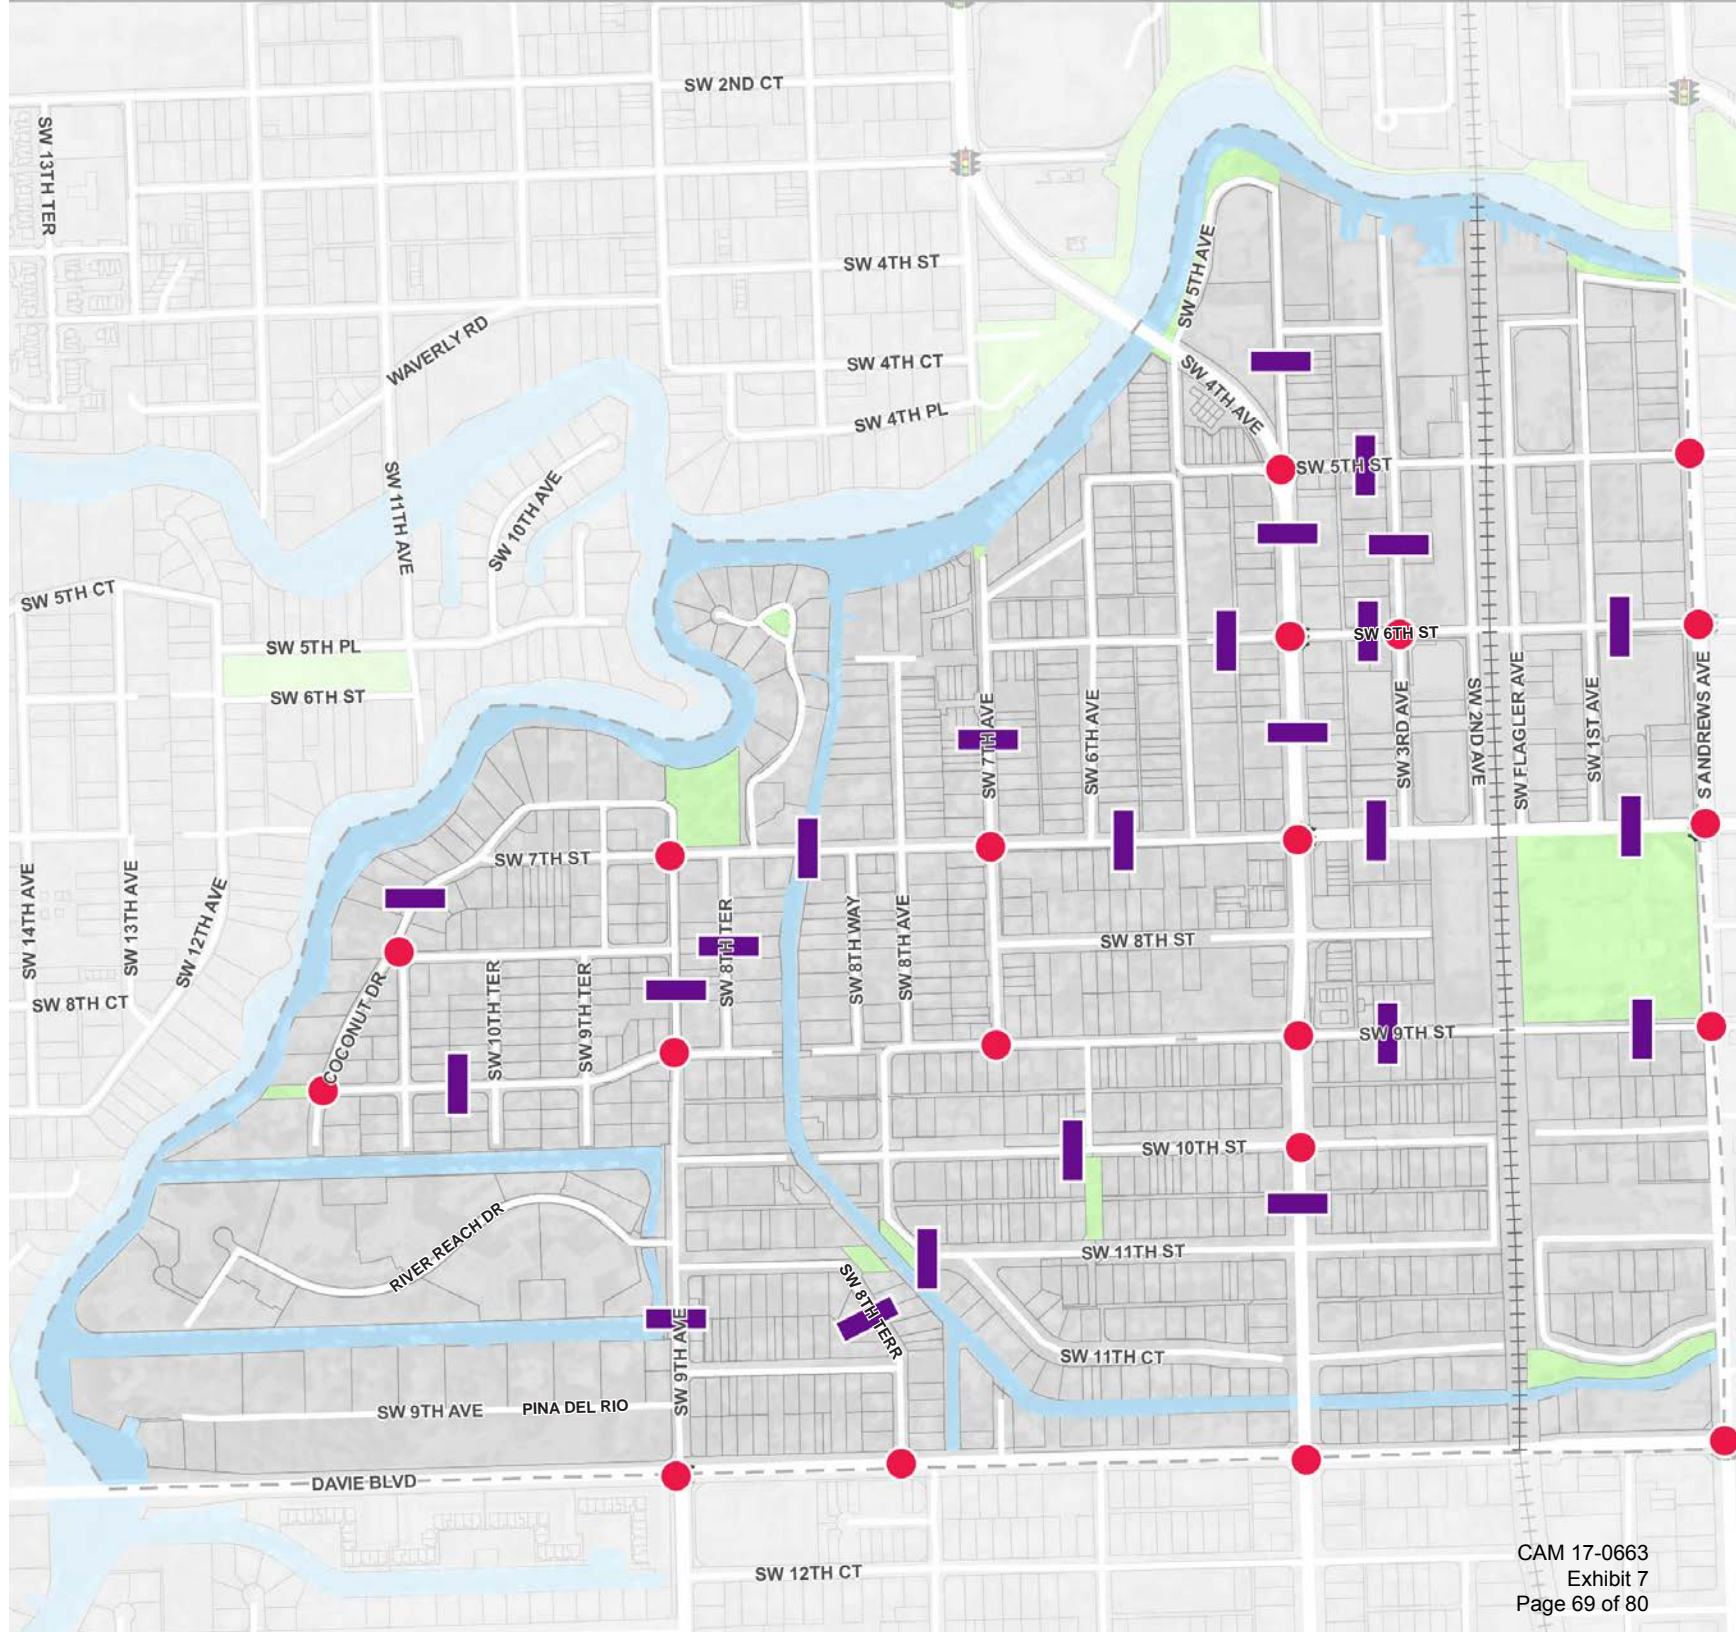 SW 2ND CT
SW 13TH TER
SW 4TH ST
SW 5TH AVE
WAVERLY RD
SW 4TH CT
SW 4TH AVE
SW 4TH PL
SW 5TH ST
SW 11TH AVE
SW 10TH AVE
SW 5TH CT
SW 5TH PL
SW 6TH ST
SW 6TH ST
SW 7TH AVE
SW 6TH AVE
SW 3RD AVE
SW 2ND AVE
SW FLAGLER AVE
SW 1ST AVE
S ANDREWS AVE
SW 7TH ST
SW 14TH AVE
SW 13TH AVE
SW 12TH AVE
SW 8TH TER
SW 8TH WAY
SW 8TH AVE
SW 8TH ST
SW 8TH CT
COCONUT DR
SW 10TH TER
SW 9TH TER
SW 9TH ST
SW 10TH ST
RIVER REACH DR
SW 11TH ST
SW 8TH TERR
SW 9TH AVE
SW 11TH CT
SW 9TH AVE
PINA DEL RIO
DAVIE BLVD
SW 12TH CT
CAM 17-0663
Exhibit 7
Page 69 of 80